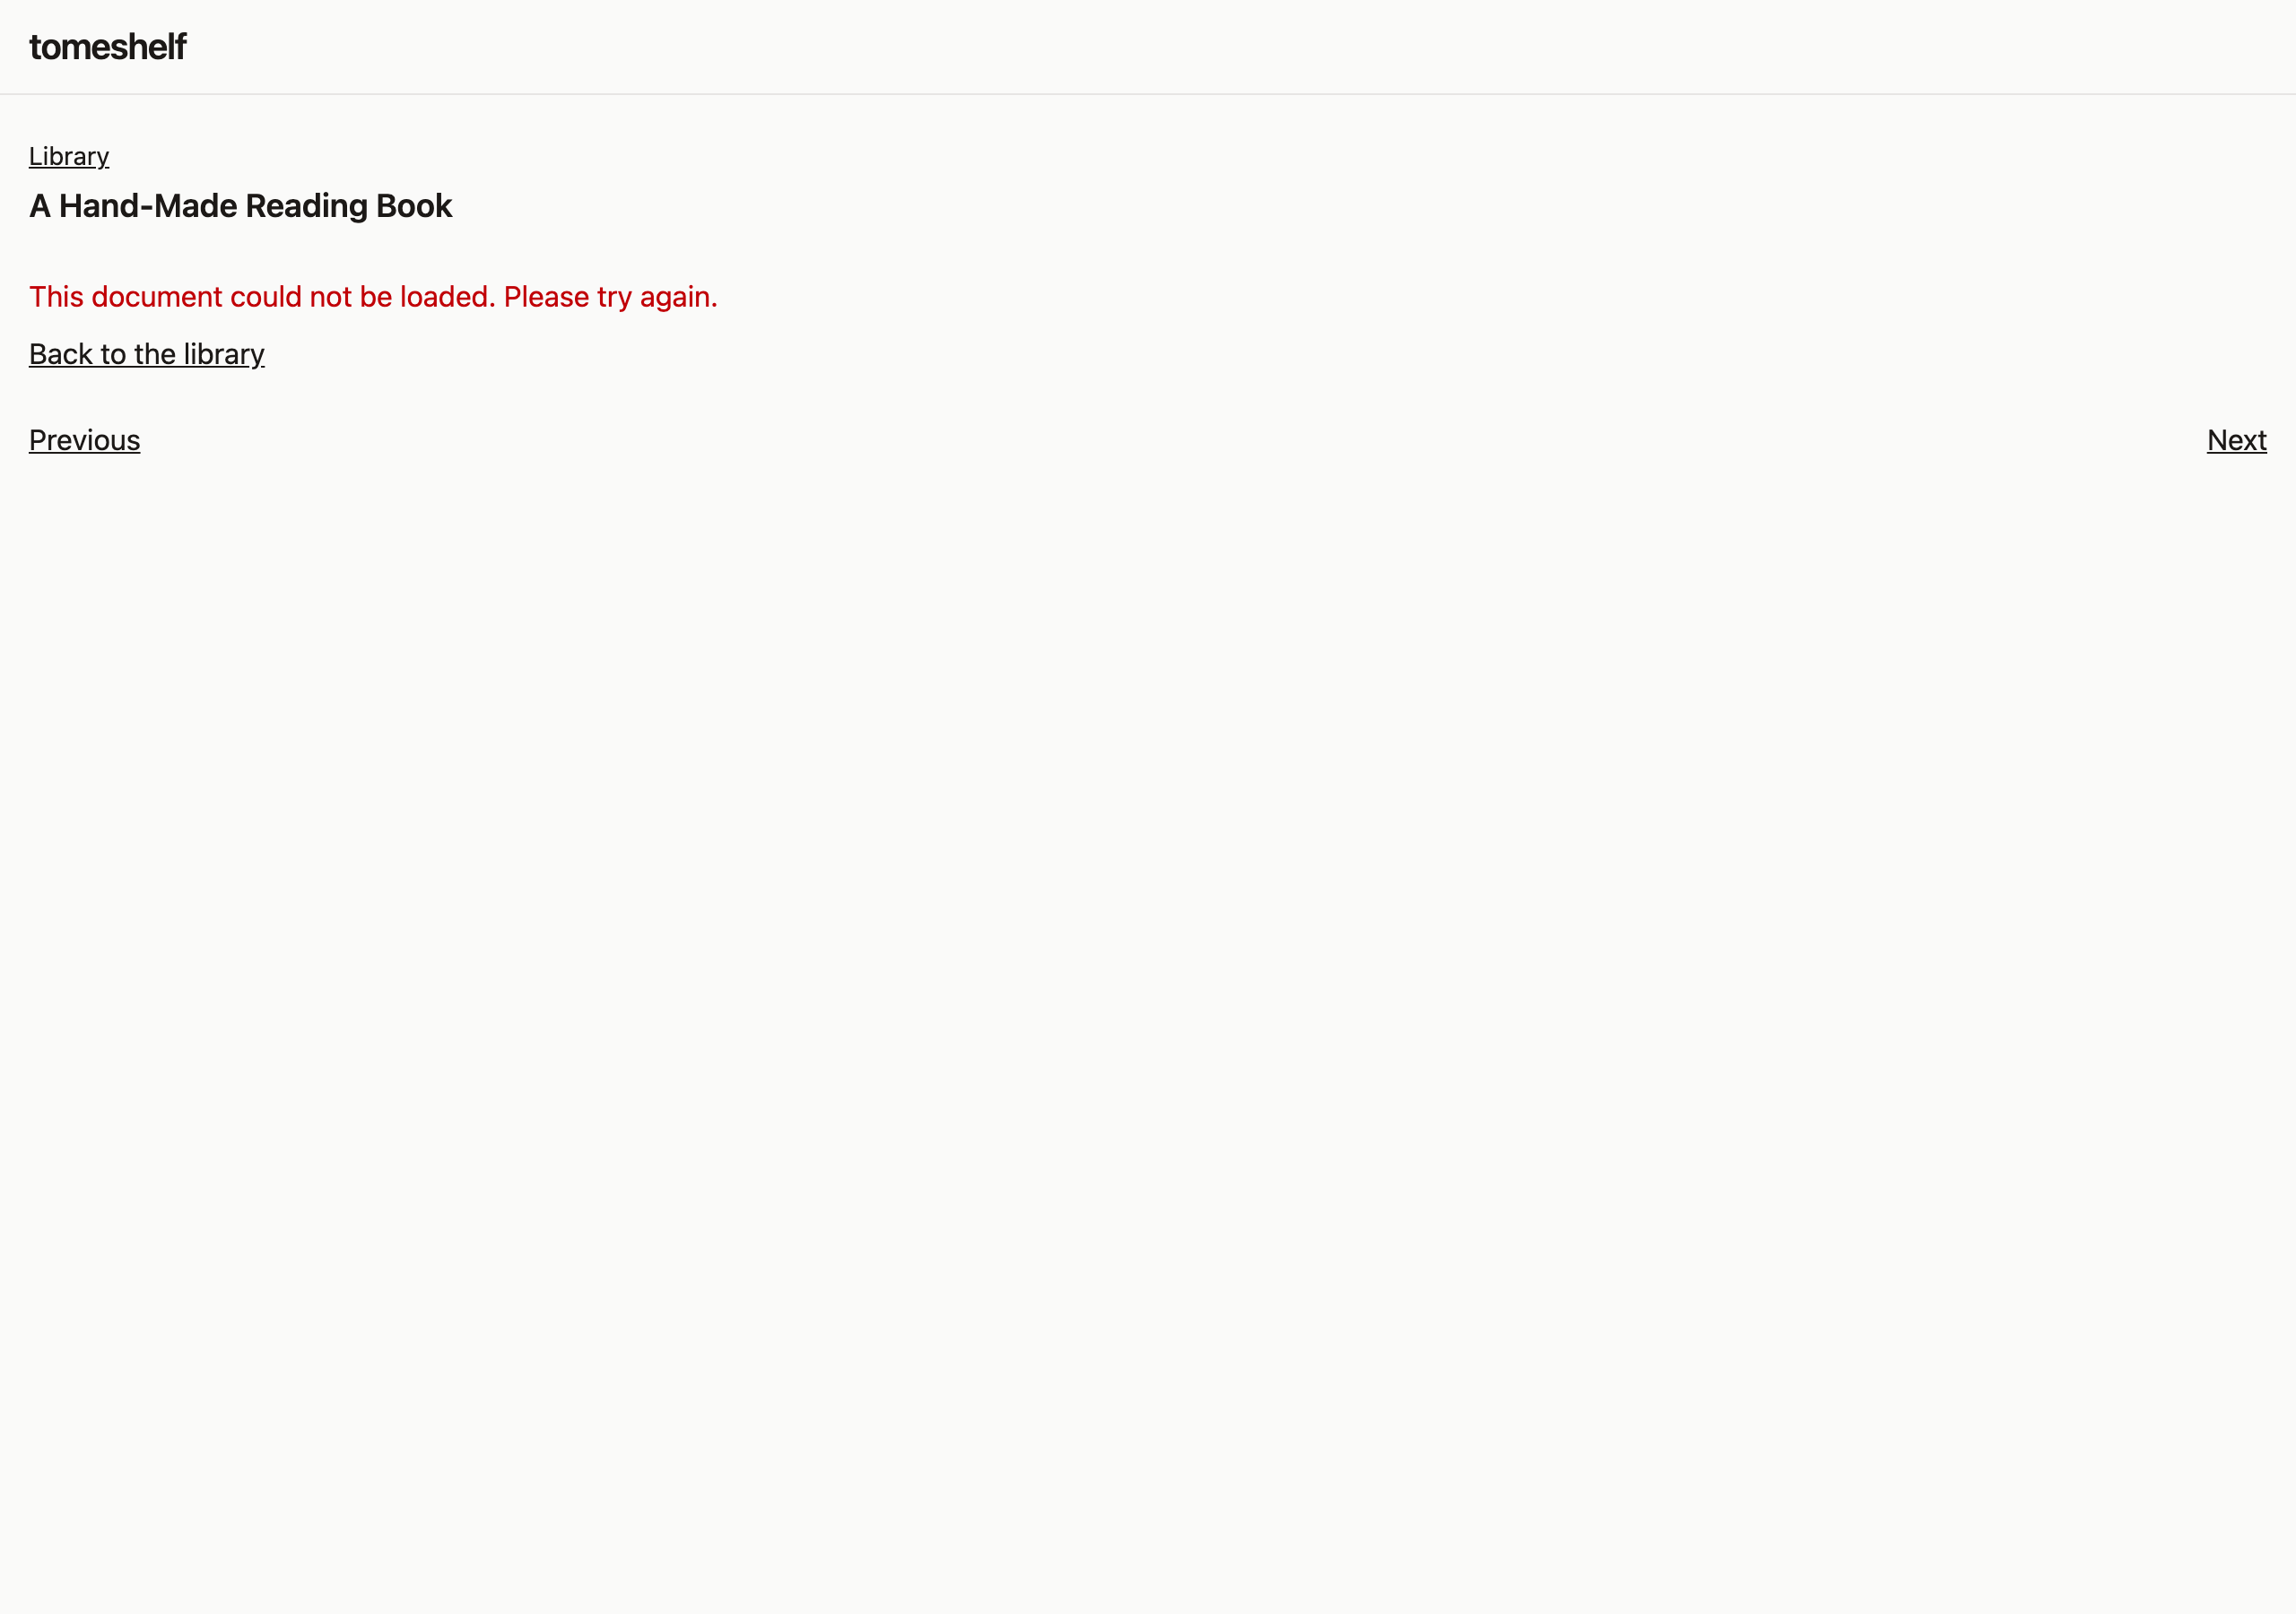 tomeshelf
Library
A Hand-Made Reading Book
This document could not be loaded. Please try again.
Back to the library
Previous
Next